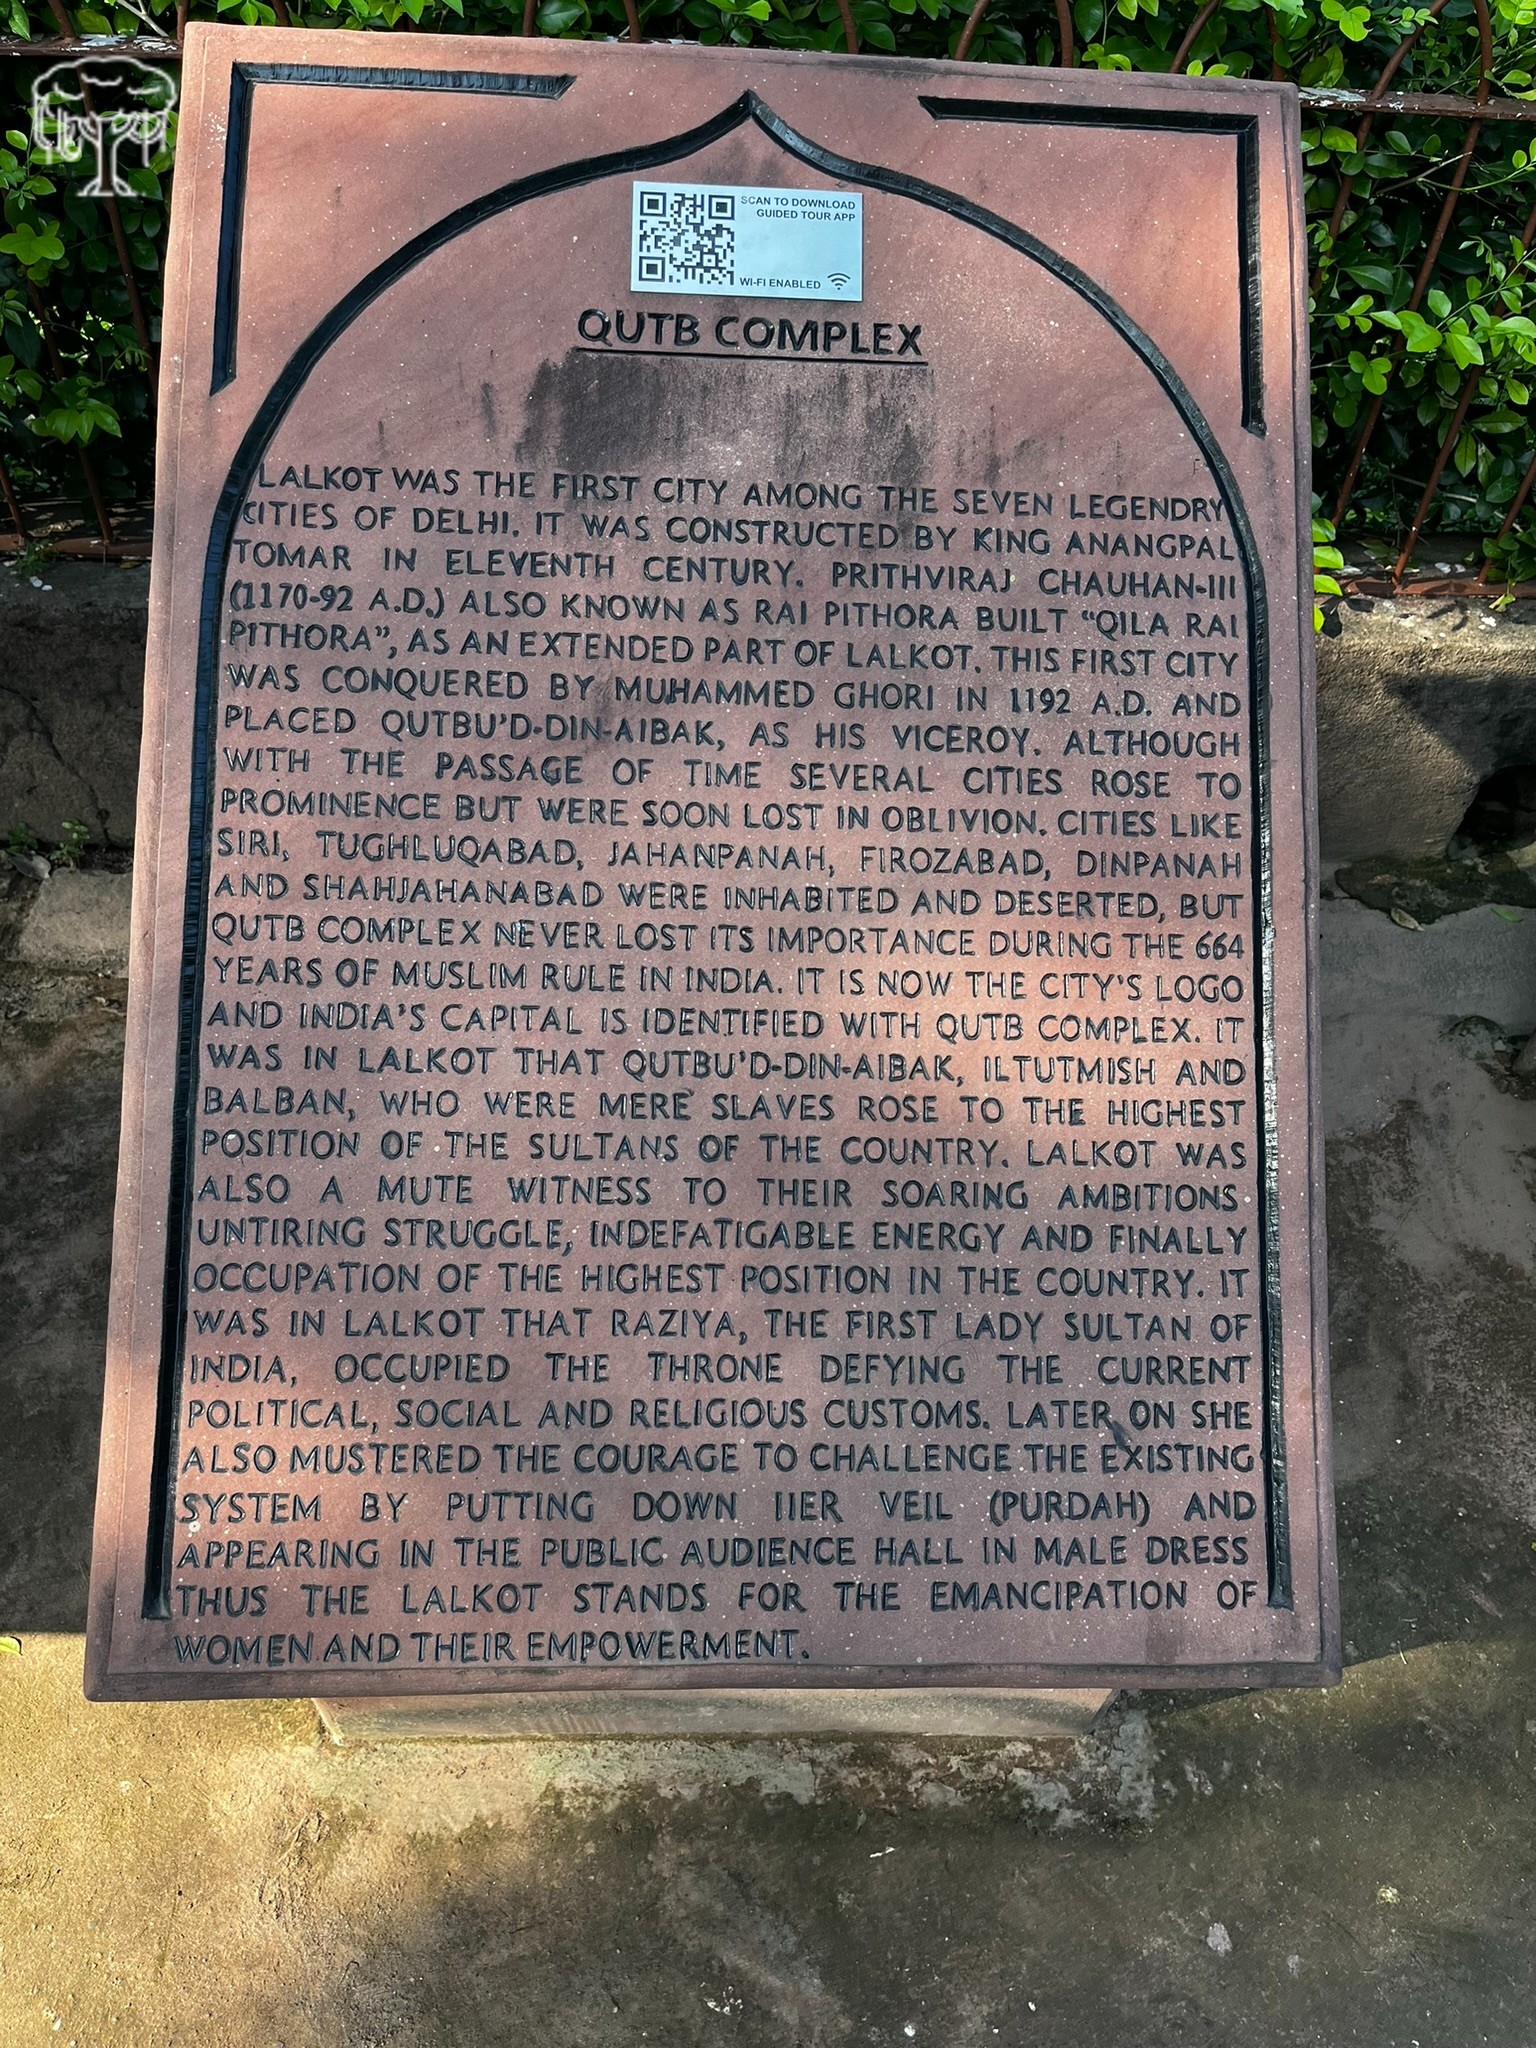 SCAN TO DOWNLOAD
GUIDED TOUR APP
WI-FI ENABLED
QUTB COMPLEX
LALKOT WAS THE FIRST CITY AMONG THE SEVEN LEGENDRY
CITIES OF DELHI. IT WAS CONSTRUCTED BY KING ANANGPAL
TOMAR IN ELEVENTH CENTURY. PRITHVIRAJ CHAUHAN-III
(1170-92 A.D.) ALSO KNOWN AS RAI PITHORA BUILT “QILA RAI
PITHORA”, AS AN EXTENDED PART OF LALKOT. THIS FIRST CITY
WAS CONQUERED BY MUHAMMED GHORI IN 1192 A.D. AND
PLACED QUTBU'D-DIN-AIBAK, AS HIS VICEROY. ALTHOUGH
WITH THE PASSAGE OF TIME SEVERAL CITIES ROSE TO
PROMINENCE BUT WERE SOON LOST IN OBLIVION. CITIES LIKE
SIRI, TUGHLUQABAD, JAHANPANAH, FIROZABAD, DINPANAH
AND SHAHJAHANABAD WERE INHABITED AND DESERTED, BUT
QUTB COMPLEX NEVER LOST ITS IMPORTANCE DURING THE 664
YEARS OF MUSLIM RULE IN INDIA. IT IS NOW THE CITY'S LOGO
AND INDIA'S CAPITAL IS IDENTIFIED WITH QUTB COMPLEX. IT
WAS IN LALKOT THAT QUTBU'D-DIN-AIBAK, ILTUTMISH AND
BALBAN, WHO WERE MERE SLAVES ROSE TO THE HIGHEST
POSITION OF THE SULTANS OF THE COUNTRY. LALKOT WAS
ALSO A MUTE WITNESS TO THEIR SOARING AMBITIONS
UNTIRING STRUGGLE, INDEFATIGABLE ENERGY AND FINALLY
OCCUPATION OF THE HIGHEST POSITION IN THE COUNTRY. IT
WAS IN LALKOT THAT RAZIYA, THE FIRST LADY SULTAN OF
INDIA, OCCUPIED THE THRONE DEFYING THE CURRENT
POLITICAL, SOCIAL AND RELIGIOUS CUSTOMS. LATER ON SHE
ALSO MUSTERED THE COURAGE TO CHALLENGE THE EXISTING
SYSTEM BY PUTTING DOWN HER VEIL (PURDAH) AND
APPEARING IN THE PUBLIC AUDIENCE HALL IN MALE DRESS
THUS THE LALKOT STANDS FOR THE EMANCIPATION OF
WOMEN AND THEIR EMPOWERMENT.